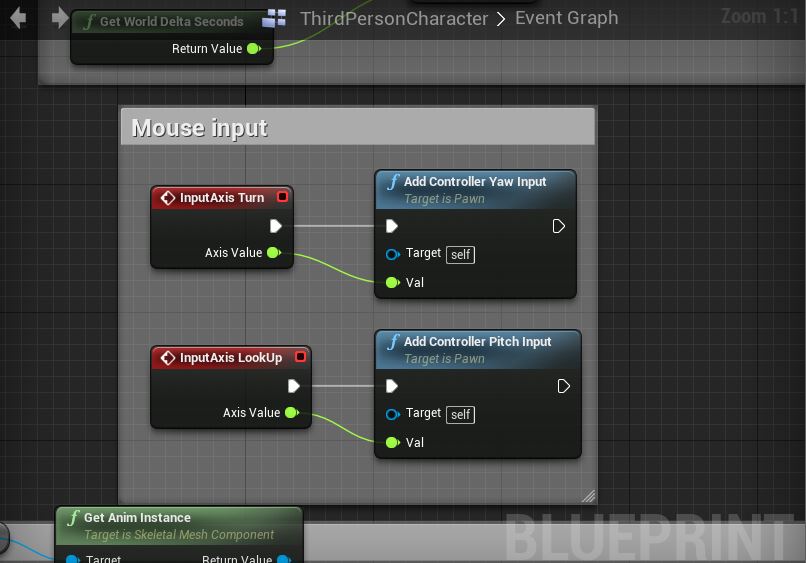 Get World Delta Seconds
ThirdPersonCharacter > Event Graph
Zoom 1:1
Return Value
Mouse input
InputAxis Turn
Add Controller Yaw Input
Target is Pawn
Axis Value
Target self
Val
InputAxis LookUp
Add Controller Pitch Input
Target is Pawn
Axis Value
Target self
Val
Get Anim Instance
Target is Skeletal Mesh Component
BLUEPRINT
Target
Return Value